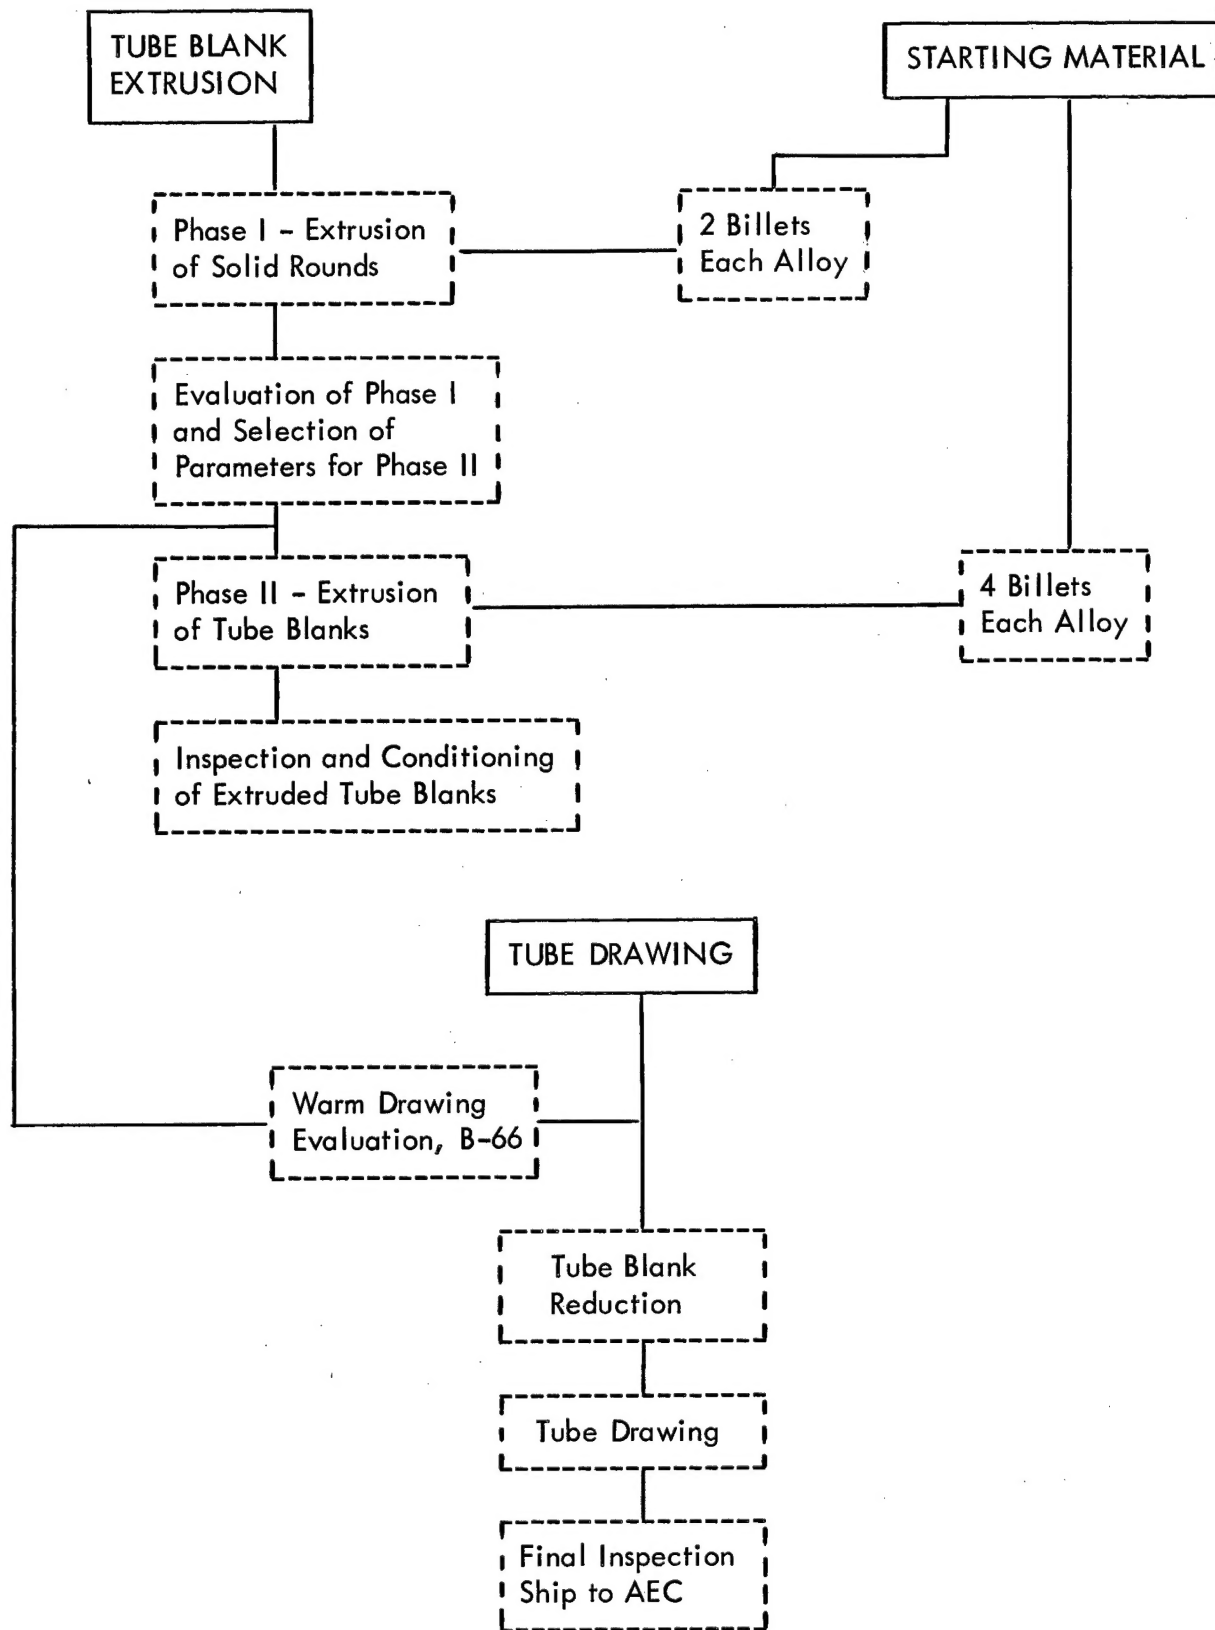 TUBE BLANK
EXTRUSION
STARTING MATERIAL
Phase I - Extrusion
of Solid Rounds
2 Billets
Each Alloy
Evaluation of Phase I
and Selection of
Parameters for Phase II
Phase II - Extrusion
of Tube Blanks
4 Billets
Each Alloy
Inspection and Conditioning
of Extruded Tube Blanks
TUBE DRAWING
Warm Drawing
Evaluation, B-66
Tube Blank
Reduction
Tube Drawing
Final Inspection
Ship to AEC